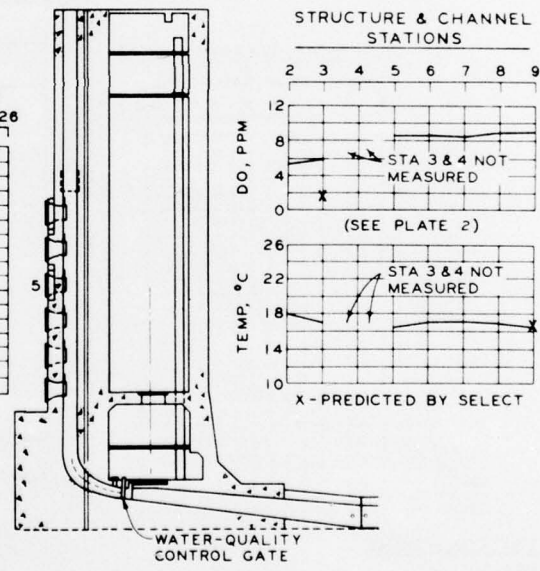 STRUCTURE & CHANNEL
STATIONS
2 3 4 5 6 7 8 9
12
8
4
0
DO, PPM
STA 3 & 4 NOT
MEASURED
X
(SEE PLATE 2)
26
22
18
14
10
TEMP, °C
STA 3 & 4 NOT
MEASURED
X
X-PREDICTED BY SELECT
26
5
WATER-QUALITY
CONTROL GATE